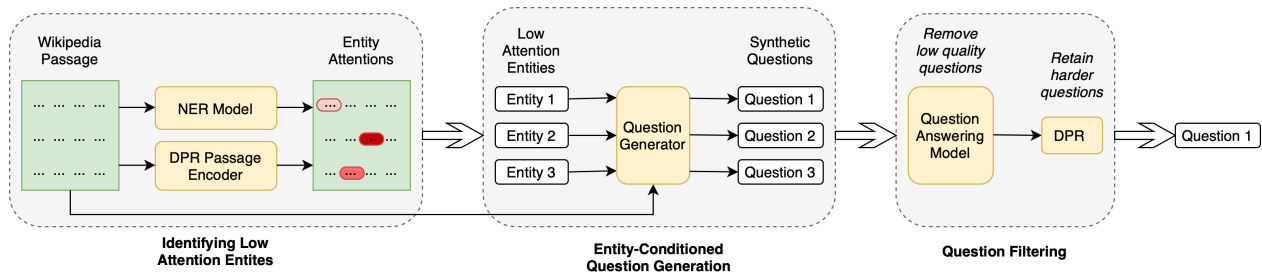 Wikipedia
Passage
... ... ... ...
... ... ... ...
... ... ... ...
NER Model
DPR Passage
Encoder
Entity
Attentions
... ... ... ...
... ... ... ...
... ... ... ...
Identifying Low
Attention Entites
Low
Attention
Entities
Entity 1
Entity 2
Entity 3
Question
Generator
Synthetic
Questions
Question 1
Question 2
Question 3
Entity-Conditioned
Question Generation
Remove
low quality
questions
Question
Answering
Model
Retain
harder
questions
DPR
Question Filtering
Question 1